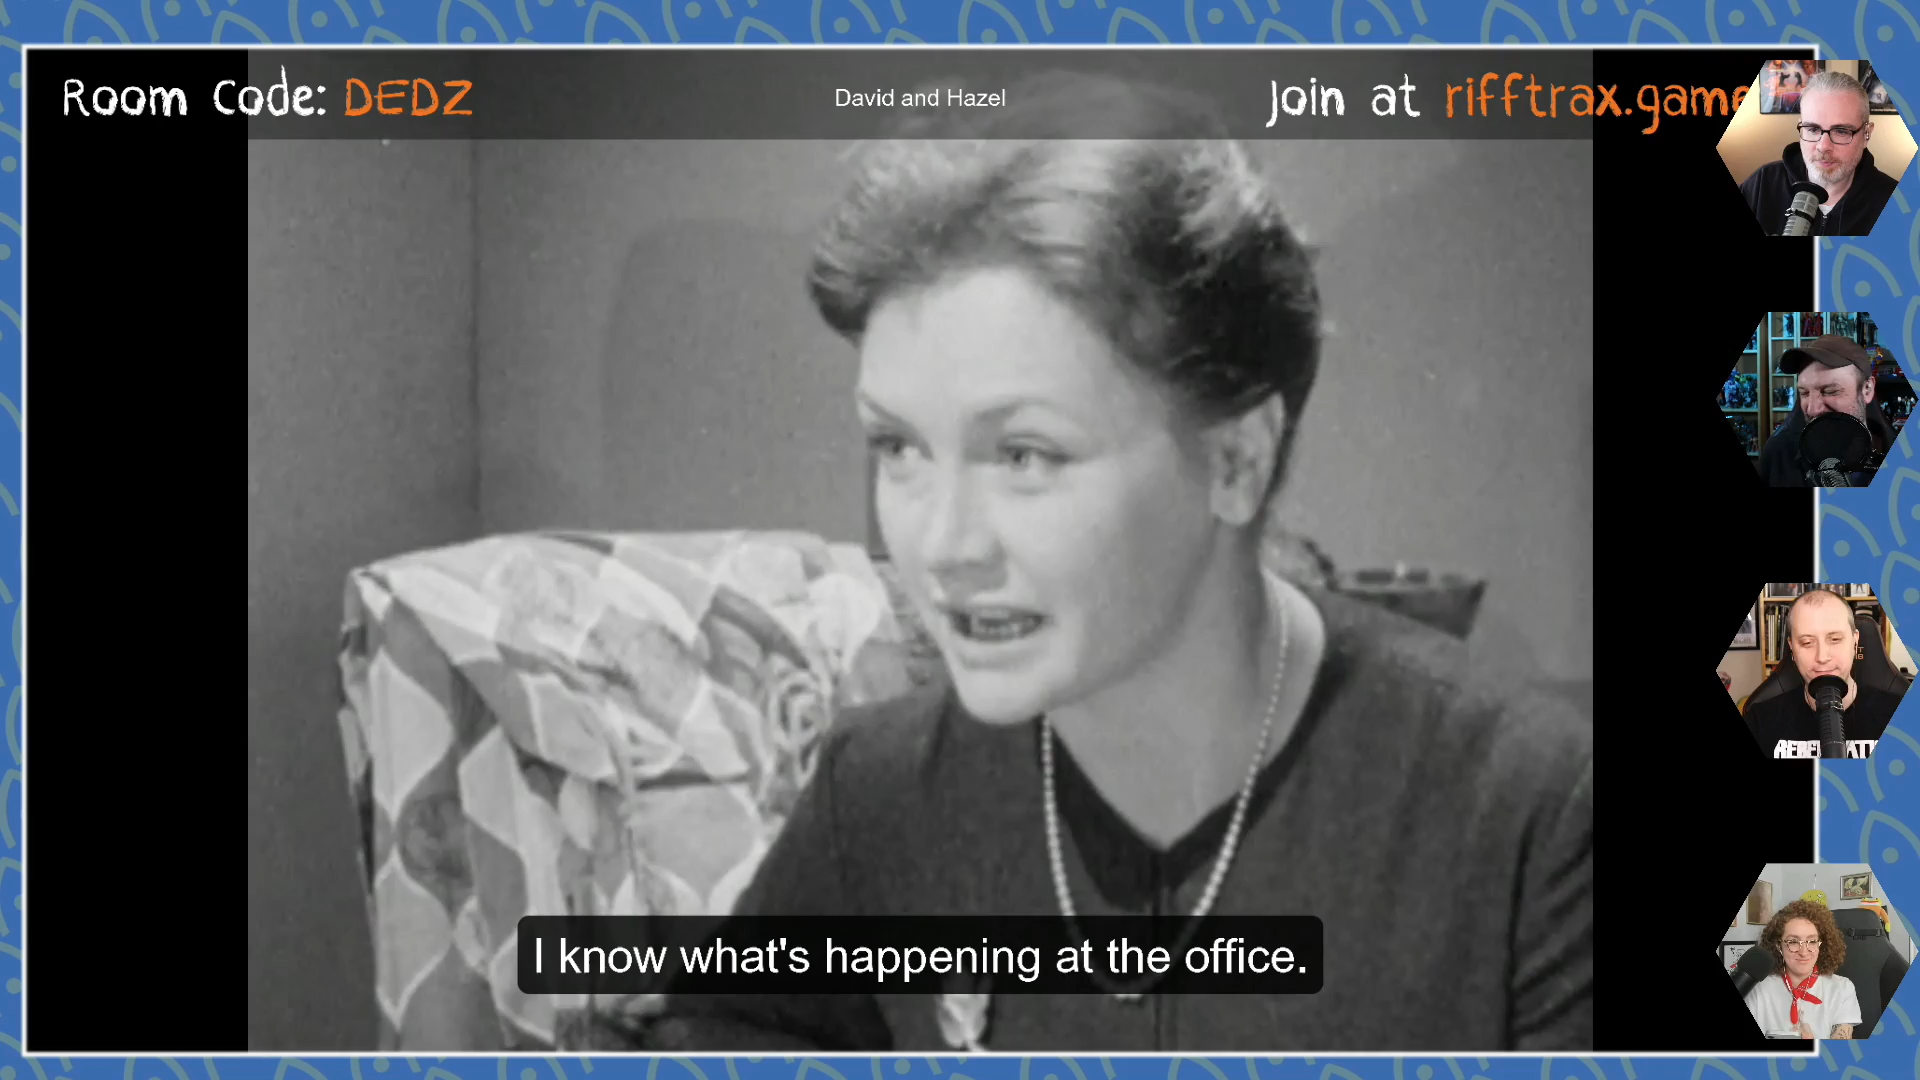 Room Code: DEDZ
David and Hazel
Join at rifftrax.game
I know what's happening at the office.